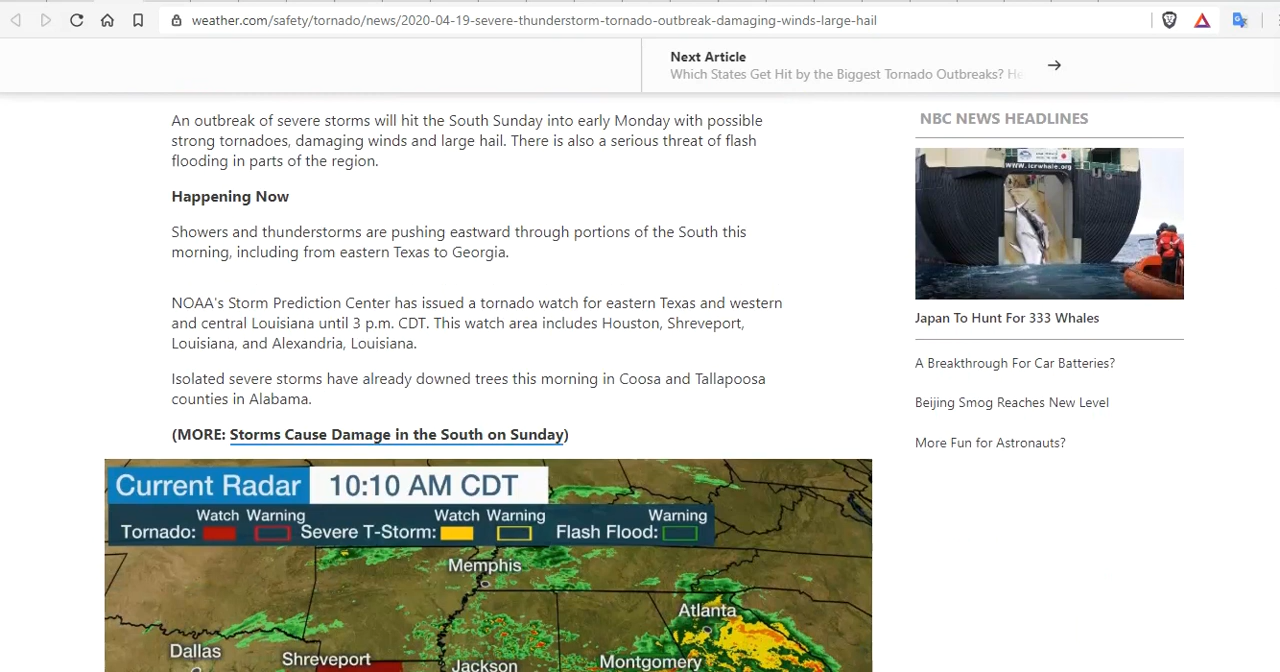 weather.com/safety/tornado/news/2020-04-19-severe-thunderstorm-tornado-outbreak-damaging-winds-large-hail
Next Article
Which States Get Hit by the Biggest Tornado Outbreaks? He
An outbreak of severe storms will hit the South Sunday into early Monday with possible
strong tornadoes, damaging winds and large hail. There is also a serious threat of flash
flooding in parts of the region.
Happening Now
Showers and thunderstorms are pushing eastward through portions of the South this
morning, including from eastern Texas to Georgia.
NOAA's Storm Prediction Center has issued a tornado watch for eastern Texas and western
and central Louisiana until 3 p.m. CDT. This watch area includes Houston, Shreveport,
Louisiana, and Alexandria, Louisiana.
Isolated severe storms have already downed trees this morning in Coosa and Tallapoosa
counties in Alabama.
(MORE: Storms Cause Damage in the South on Sunday)
Current Radar 10:10 AM CDT
Watch Warning Watch Warning Warning
Tornado: Severe T-Storm: Flash Flood:
Memphis
Atlanta
Dallas
Shreveport
Jackson
Montgomery
NBC NEWS HEADLINES
www.icrwhale.org
Japan To Hunt For 333 Whales
A Breakthrough For Car Batteries?
Beijing Smog Reaches New Level
More Fun for Astronauts?